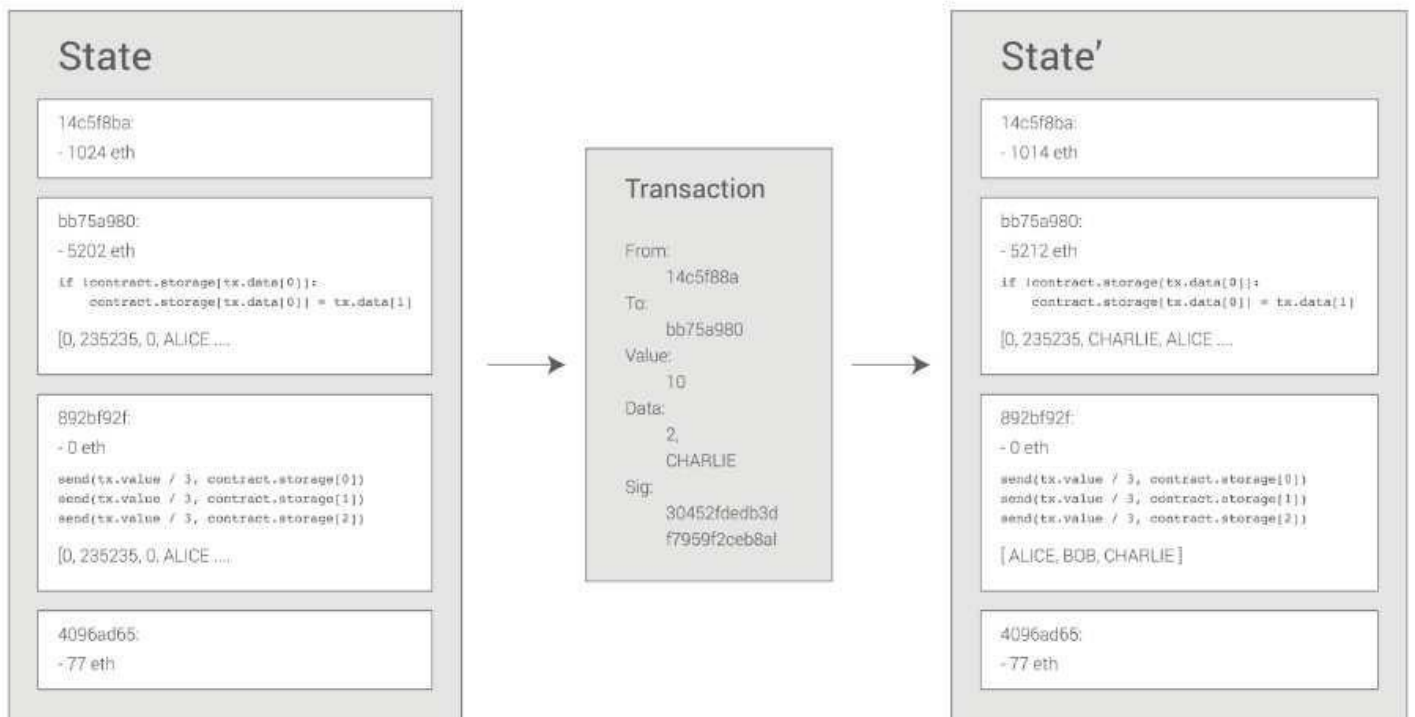 State
14c5f8ba:
- 1024 eth
bb75a980:
- 5202 eth
if !contract.storage[tx.data[0]]:
contract.storage[tx.data[0]] = tx.data[1]
[0, 235235, 0, ALICE ....
892bf92f:
- 0 eth
send(tx.value / 3, contract.storage[0])
send(tx.value / 3, contract.storage[1])
send(tx.value / 3, contract.storage[2])
[0, 235235, 0, ALICE ....
4096ad65:
- 77 eth
Transaction
From:
14c5f88a
To:
bb75a980
Value:
10
Data:
2,
CHARLIE
Sig:
30452fdedb3d
f7959f2ceb8a1
State’
14c5f8ba:
- 1014 eth
bb75a980:
- 5212 eth
if !contract.storage[tx.data[0]]:
contract.storage[tx.data[0]] = tx.data[1]
[0, 235235, CHARLIE, ALICE ....
892bf92f:
- 0 eth
send(tx.value / 3, contract.storage[0])
send(tx.value / 3, contract.storage[1])
send(tx.value / 3, contract.storage[2])
[ ALICE, BOB, CHARLIE ]
4096ad65:
- 77 eth